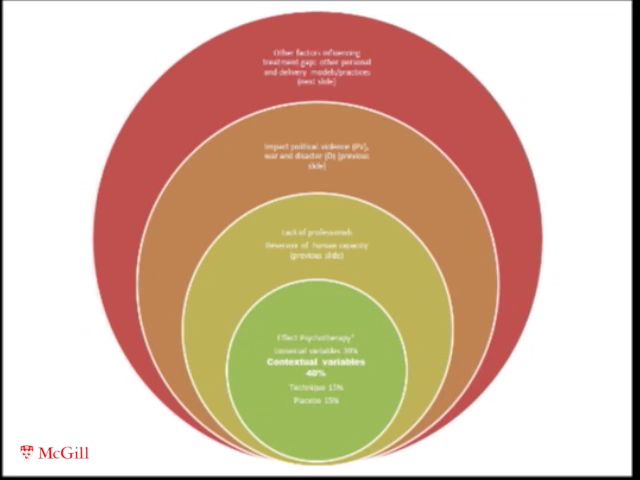 Other factors influencing
treatment gap: other personal
and delivery models/practices
(next slide)
Impact political violence (PV),
war and disaster (D) (previous
slide)
Lack of professionals
Reservoir of human capacity
(previous slide)
Effect Psychotherapy*
Universal variables 30%
Contextual variables
40%
Technique 15%
Placebo 15%
McGill